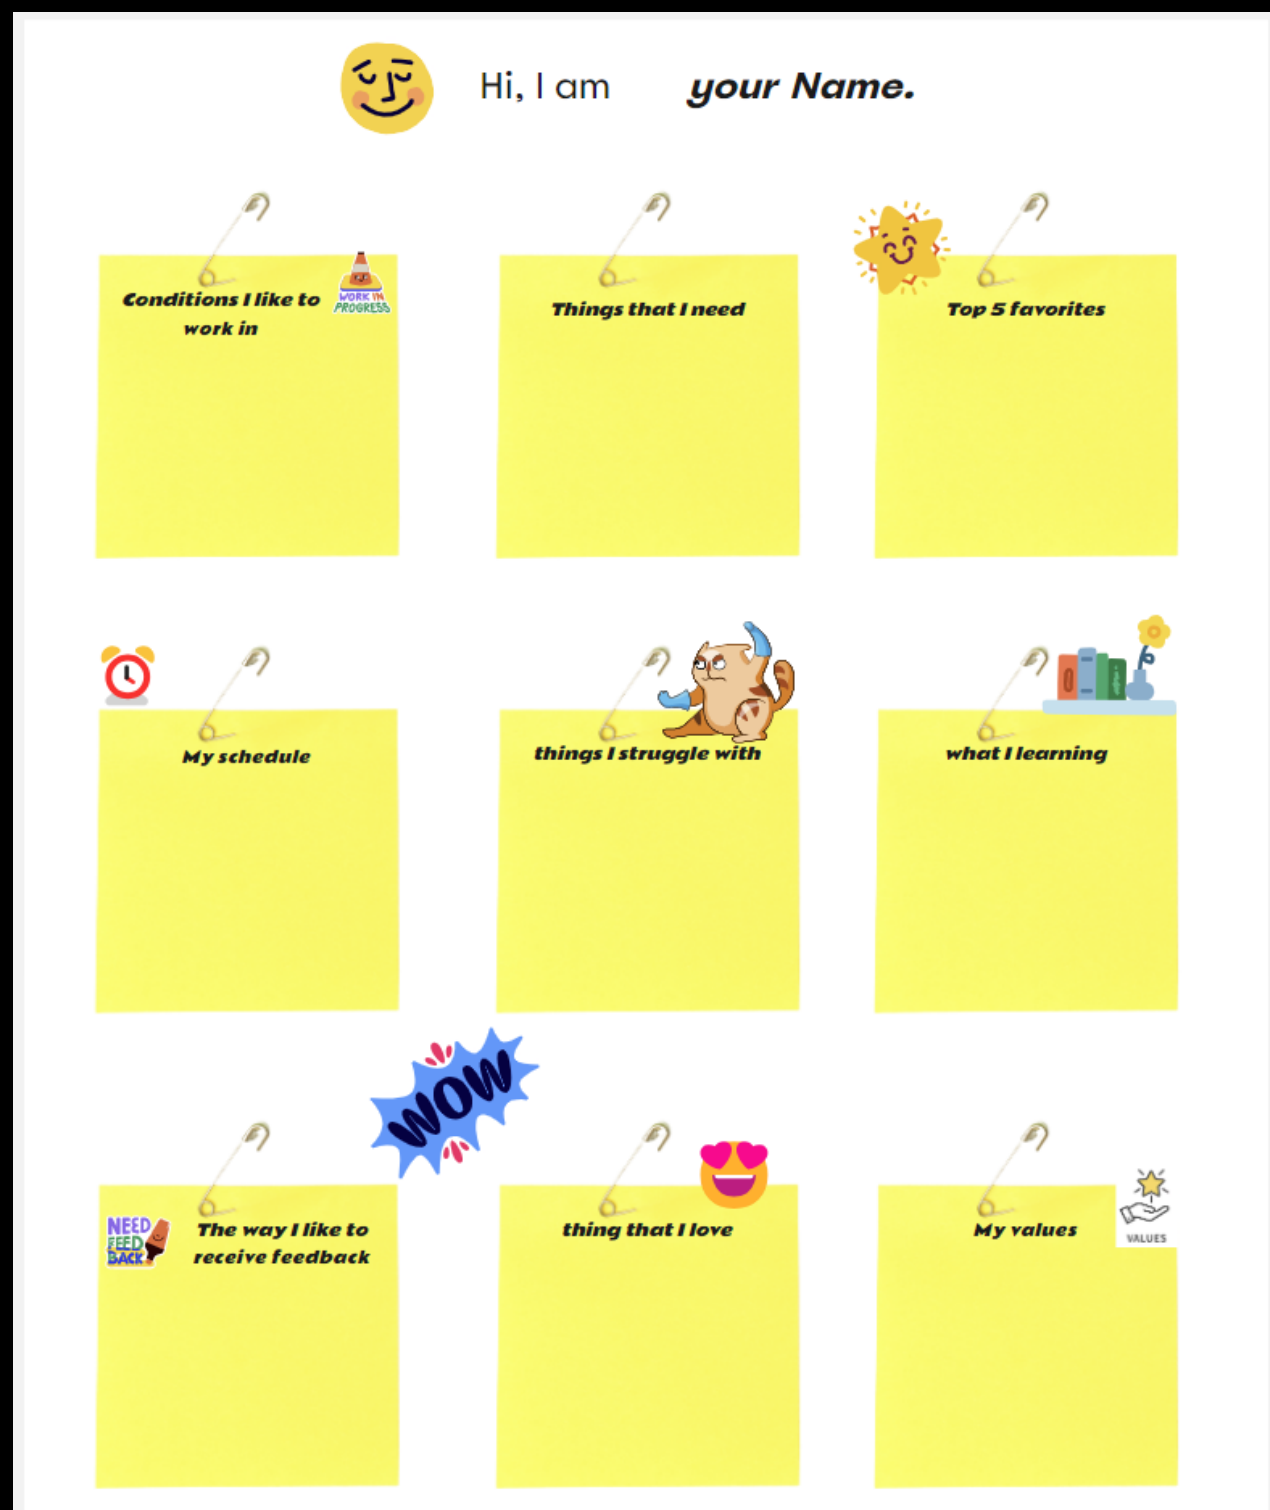 Hi, I am your Name.
Conditions I like to
work in
WORK IN
PROGRESS
Things that I need
Top 5 favorites
My schedule
things I struggle with
what I learning
WOW
NEED
FEED
BACK
The way I like to
receive feedback
thing that I love
My values
VALUES